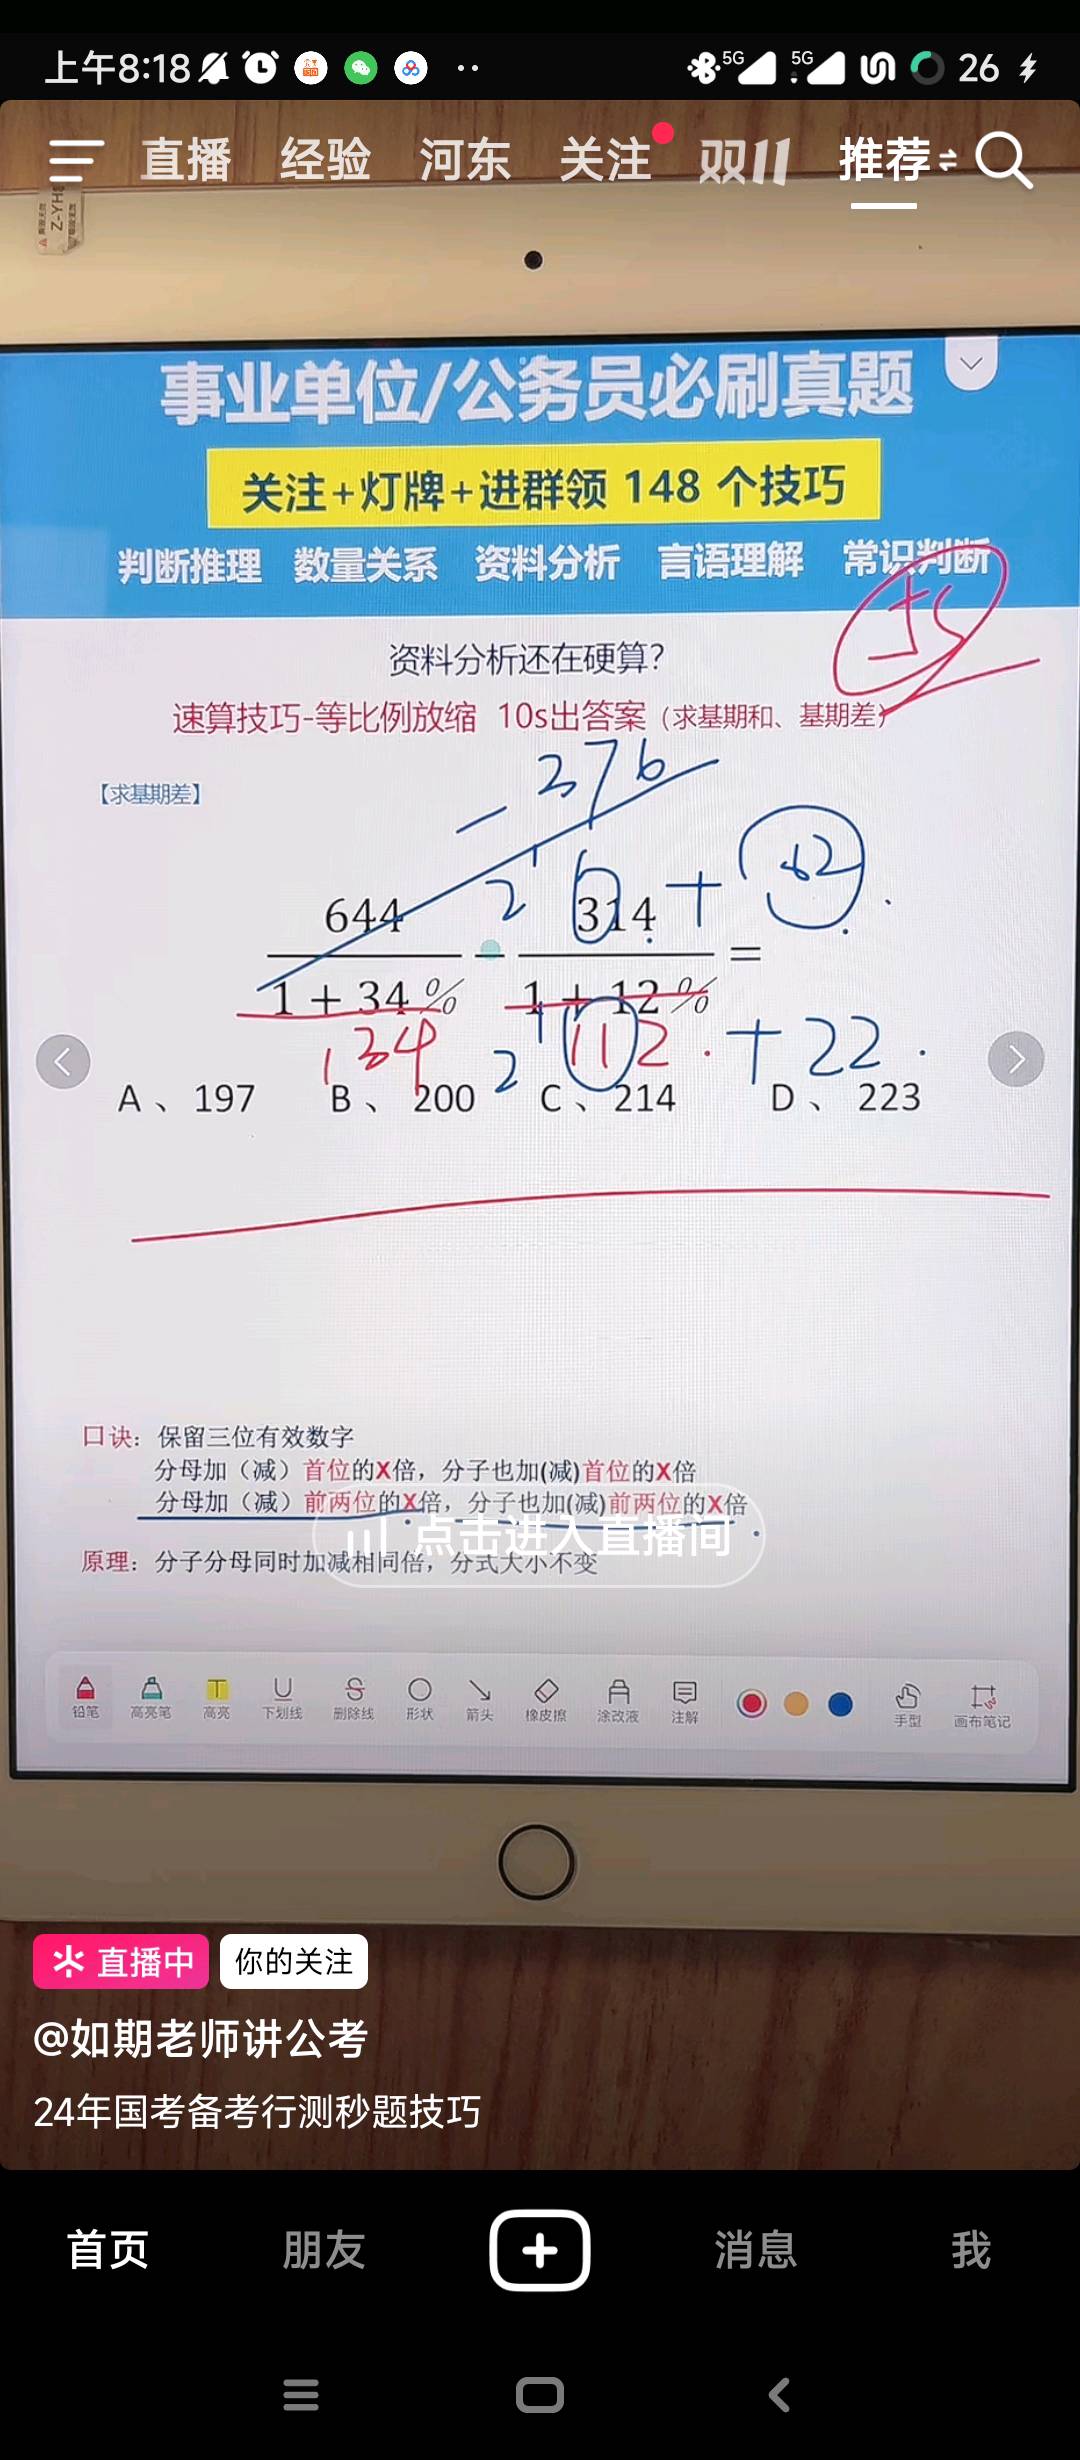 上午8:18
5G
5G
26
直播 经验 河东 关注 双11 推荐
Z-YH
事业单位/公务员必刷真题
关注+灯牌+进群领 148 个技巧
判断推理 数量关系 资料分析 言语理解 常识判断
+5
资料分析还在硬算?
速算技巧-等比例放缩 10s出答案(求基期和、基期差)
376
【求基期差】
2 1 + 62
644 314
- =
1 + 34% 1 + 12%
134 2 1 112 + 22
A、197 B、200 C、214 D、223
口诀:保留三位有效数字
分母加(减)首位的X倍,分子也加(减)首位的X倍
分母加(减)前两位的X倍,分子也加(减)前两位的X倍
点击进入直播间
原理:分子分母同时加减相同倍,分式大小不变
铅笔 高亮笔 高亮 下划线 删除线 形状 箭头 橡皮擦 涂改液 注解 手型 画布笔记
直播中 你的关注
@如期老师讲公考
24年国考备考行测秒题技巧
首页 朋友 消息 我